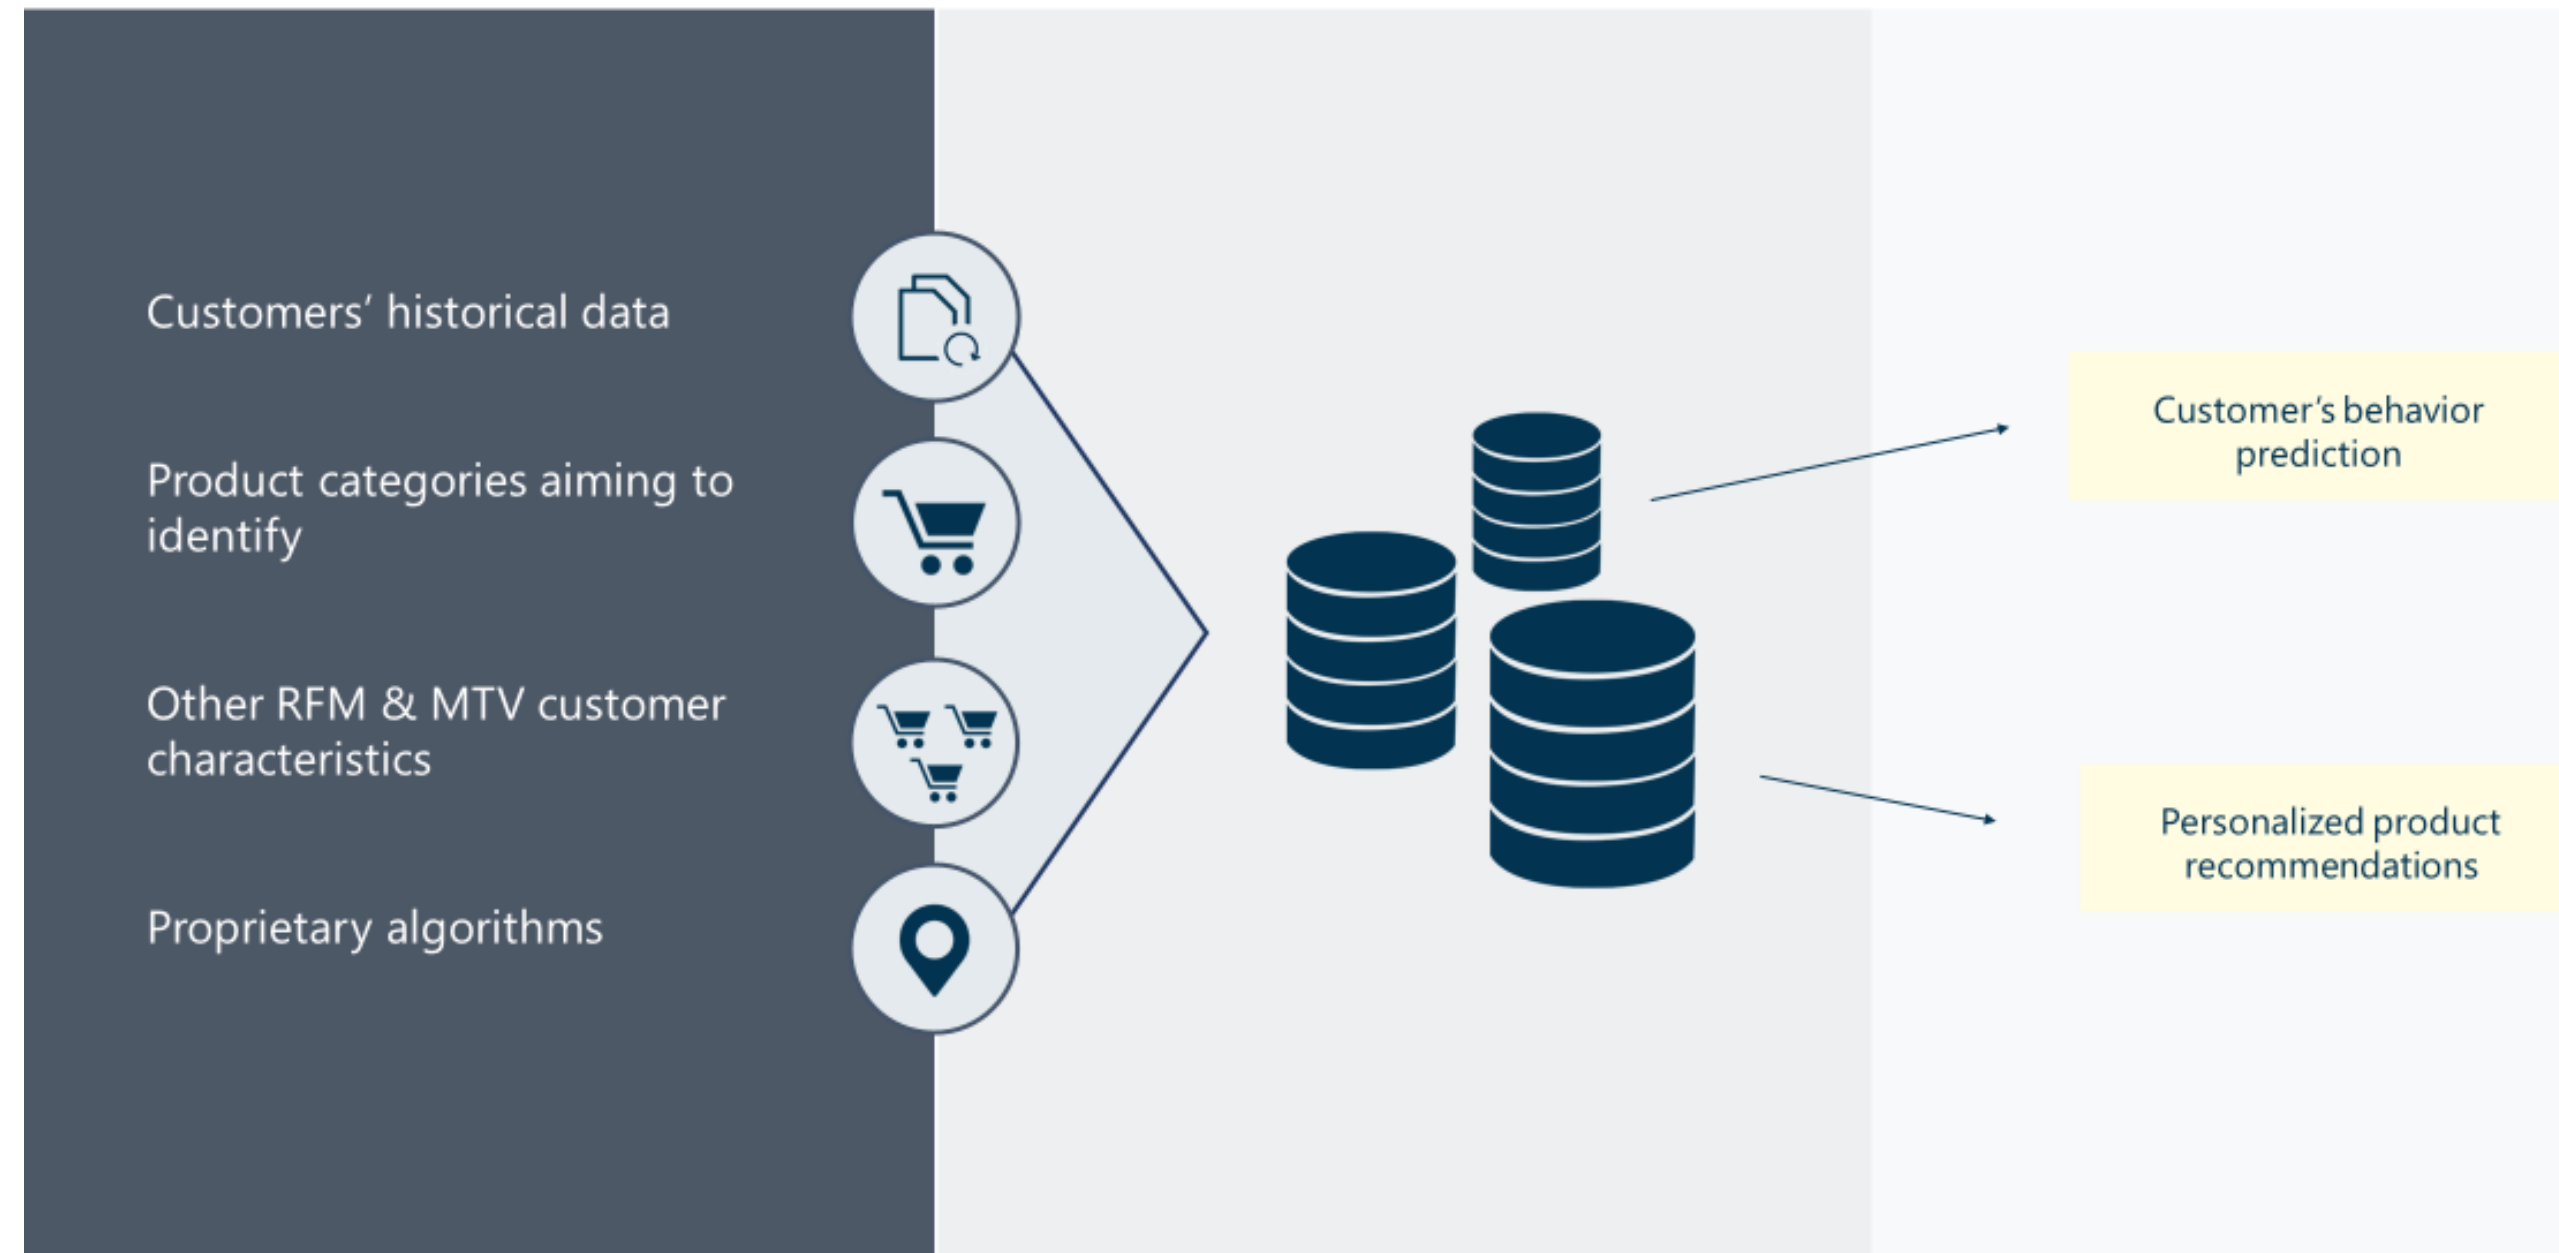 Customers’ historical data
Product categories aiming to
identify
Other RFM & MTV customer
characteristics
Proprietary algorithms
Customer’s behavior
prediction
Personalized product
recommendations